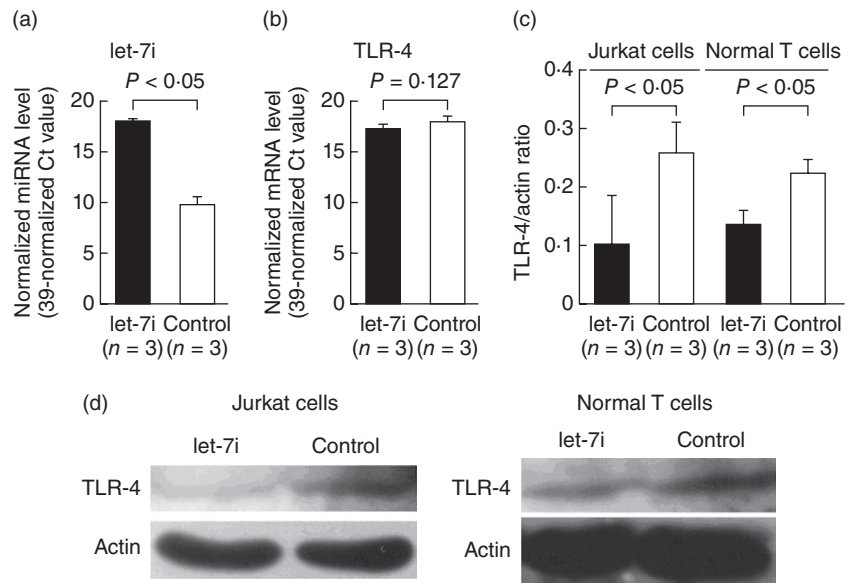 (a)
let-7i
P < 0·05
Normalized miRNA level
(39-normalized Ct value)
20
15
10
5
0
let-7i Control
(n = 3) (n = 3)
(b)
TLR-4
P = 0·127
Normalized mRNA level
(39-normalized Ct value)
20
15
10
5
0
let-7i Control
(n = 3) (n = 3)
(c)
Jurkat cells Normal T cells
P < 0·05 P < 0·05
TLR-4/actin ratio
0·4
0·3
0·2
0·1
0
let-7i Control let-7i Control
(n = 3) (n = 3) (n = 3) (n = 3)
(d)
Jurkat cells
let-7i Control
TLR-4
Actin
Normal T cells
let-7i Control
TLR-4
Actin